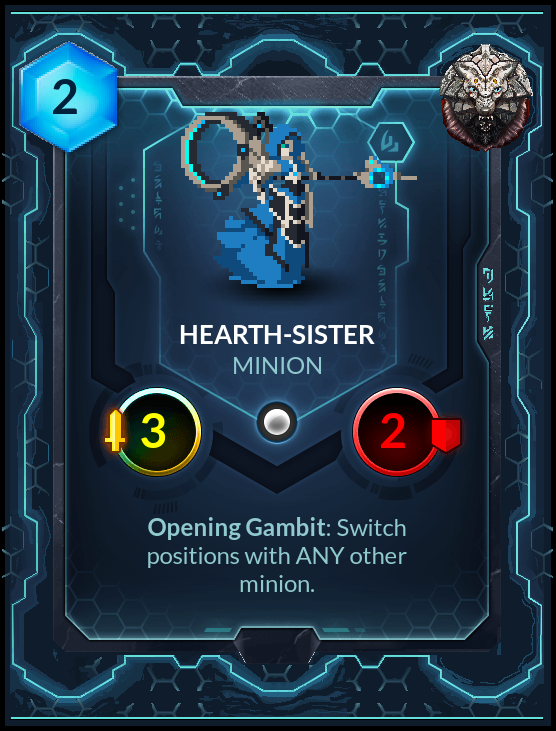 2
HEARTH-SISTER
MINION
3
2
Opening Gambit: Switch
positions with ANY other
minion.